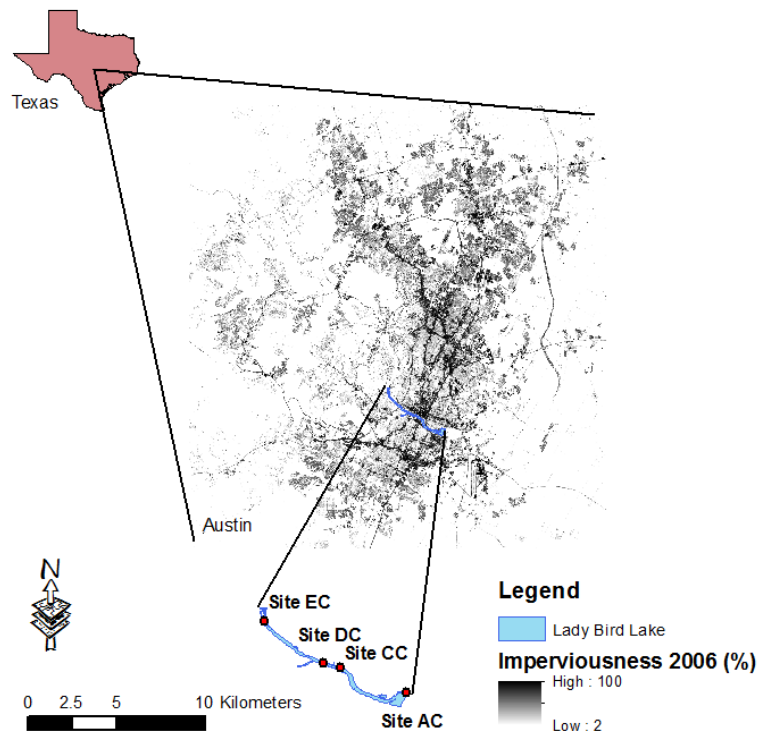 Texas
Austin
N
Site EC
Site DC
Site CC
Site AC
0 2.5 5 10 Kilometers
Legend
Lady Bird Lake
Imperviousness 2006 (%)
High : 100
Low : 2